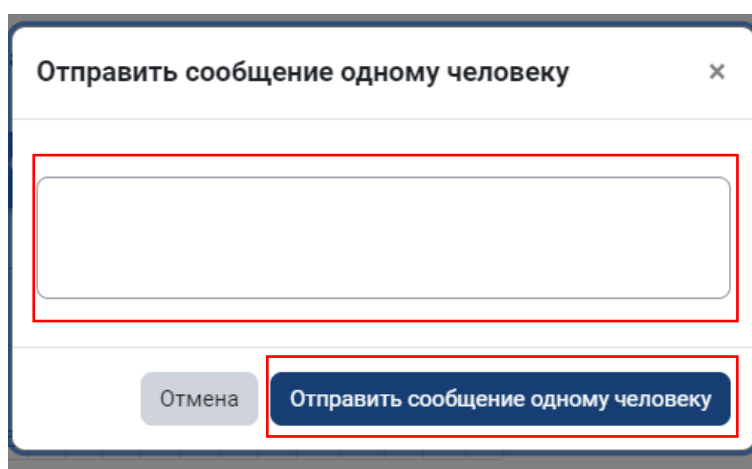 Отправить сообщение одному человеку ×
Отмена
Отправить сообщение одному человеку